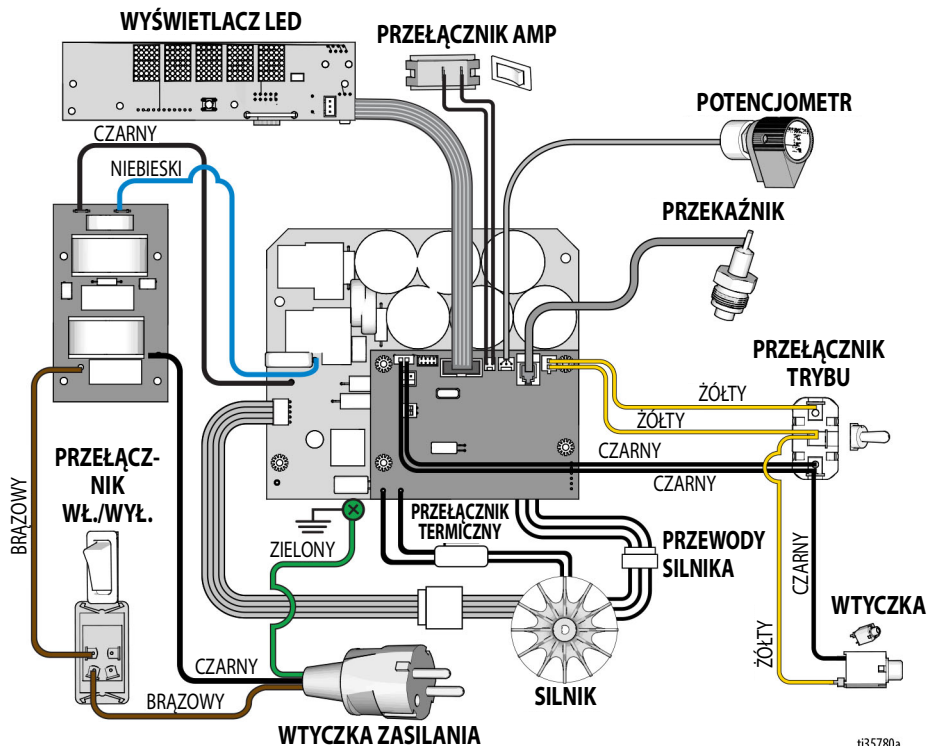 WYŚWIETLACZ LED
PRZEŁĄCZNIK AMP
POTENCJOMETR
CZARNY
NIEBIESKI
PRZEKAŹNIK
PRZEŁĄCZNIK
TRYBU
ŻÓŁTY
ŻÓŁTY
CZARNY
CZARNY
PRZEŁĄCZ-
NIK
WŁ./WYŁ.
BRĄZOWY
PRZEŁĄCZNIK
TERMICZNY
ZIELONY
PRZEWODY
SILNIKA
CZARNY
WTYCZKA
ŻÓŁTY
CZARNY
BRĄZOWY
SILNIK
WTYCZKA ZASILANIA
ti35780a